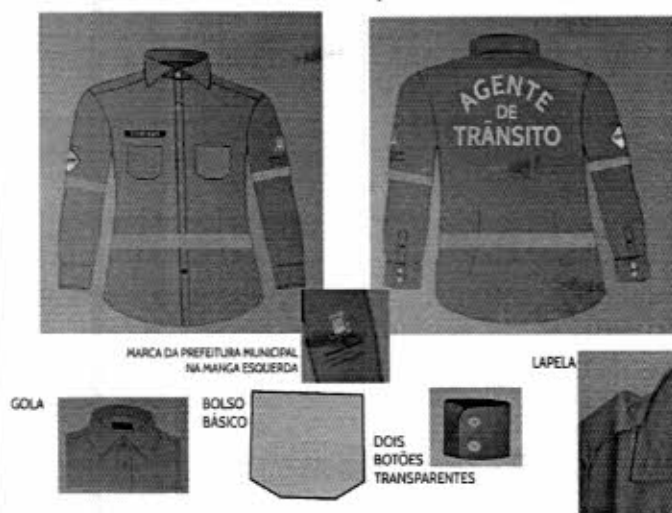 AGENTE
DE
TRÂNSITO
MARCA DA PREFEITURA MUNICIPAL
NA MANGA ESQUERDA
LAPELA
GOLA
BOLSO
BÁSICO
DOIS
BOTÕES
TRANSPARENTES